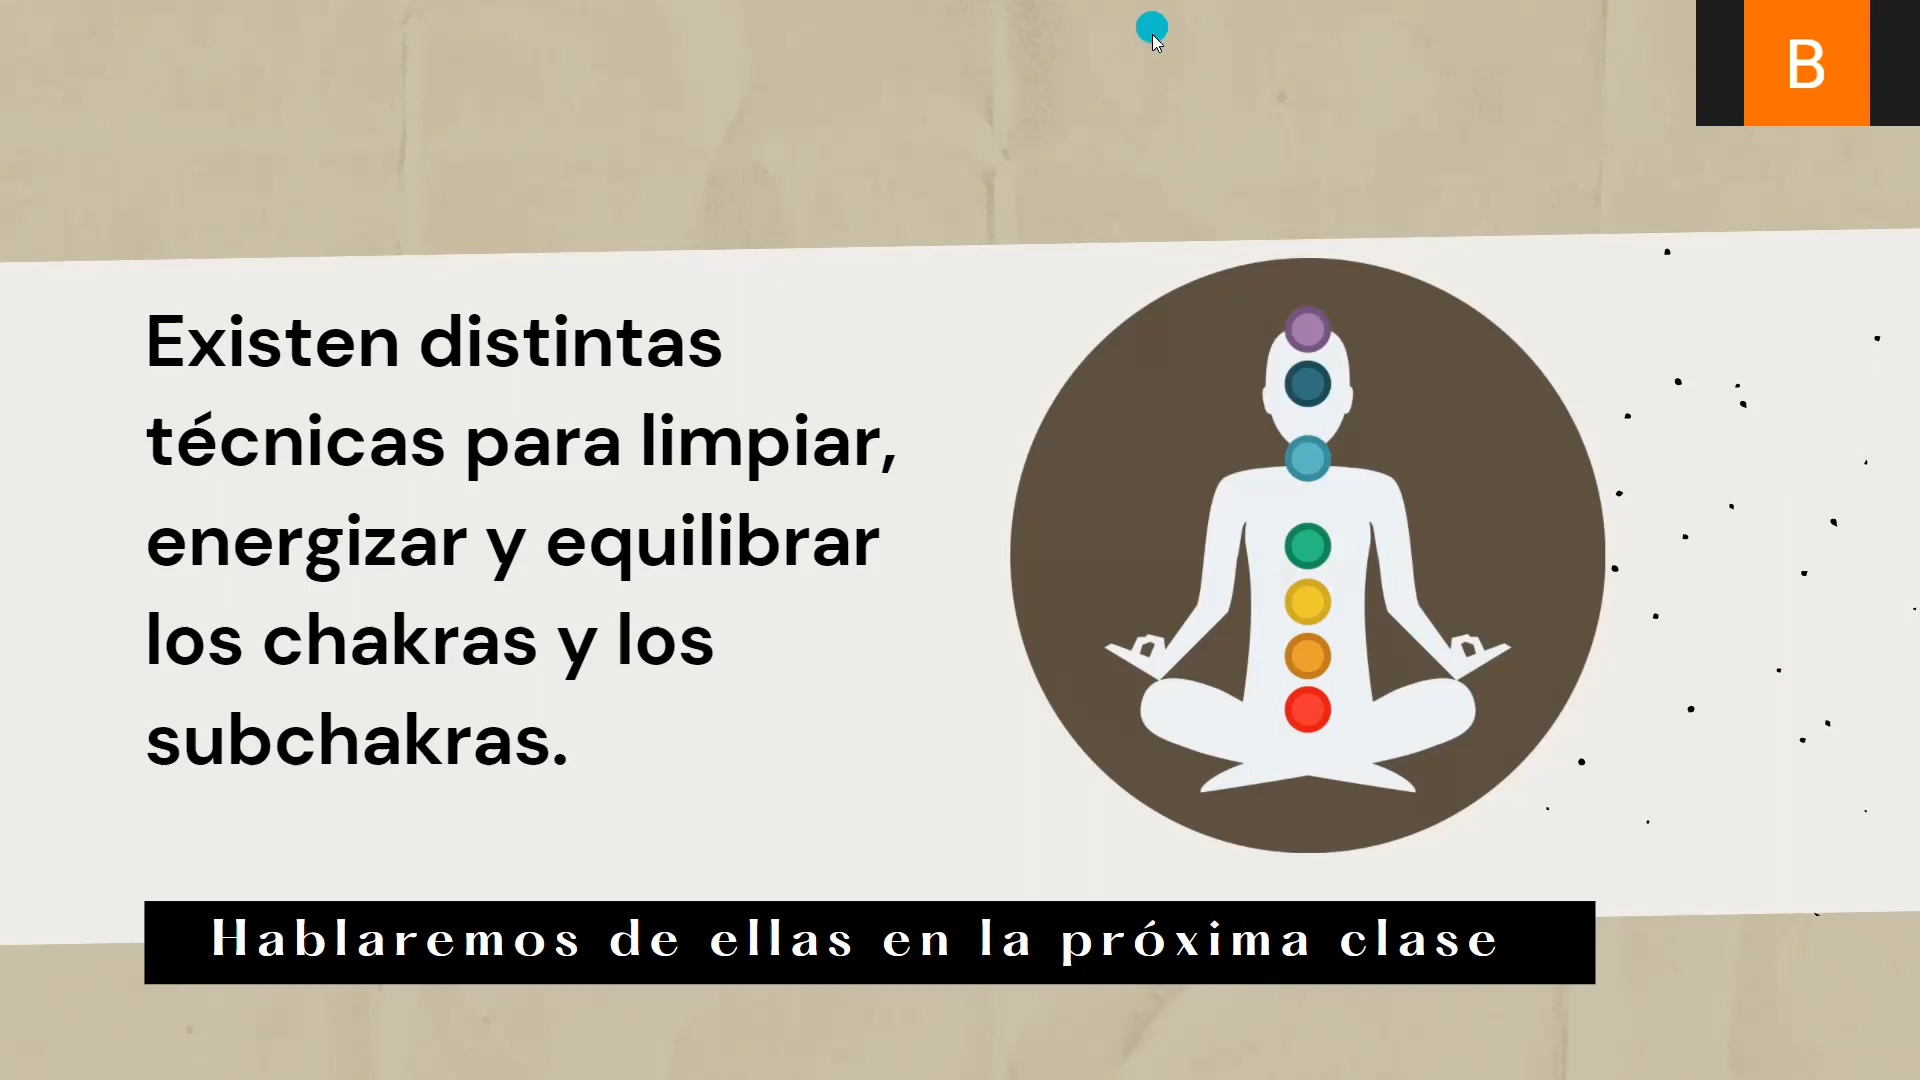 B
Existen distintas
técnicas para limpiar,
energizar y equilibrar
los chakras y los
subchakras.
Hablaremos de ellas en la próxima clase